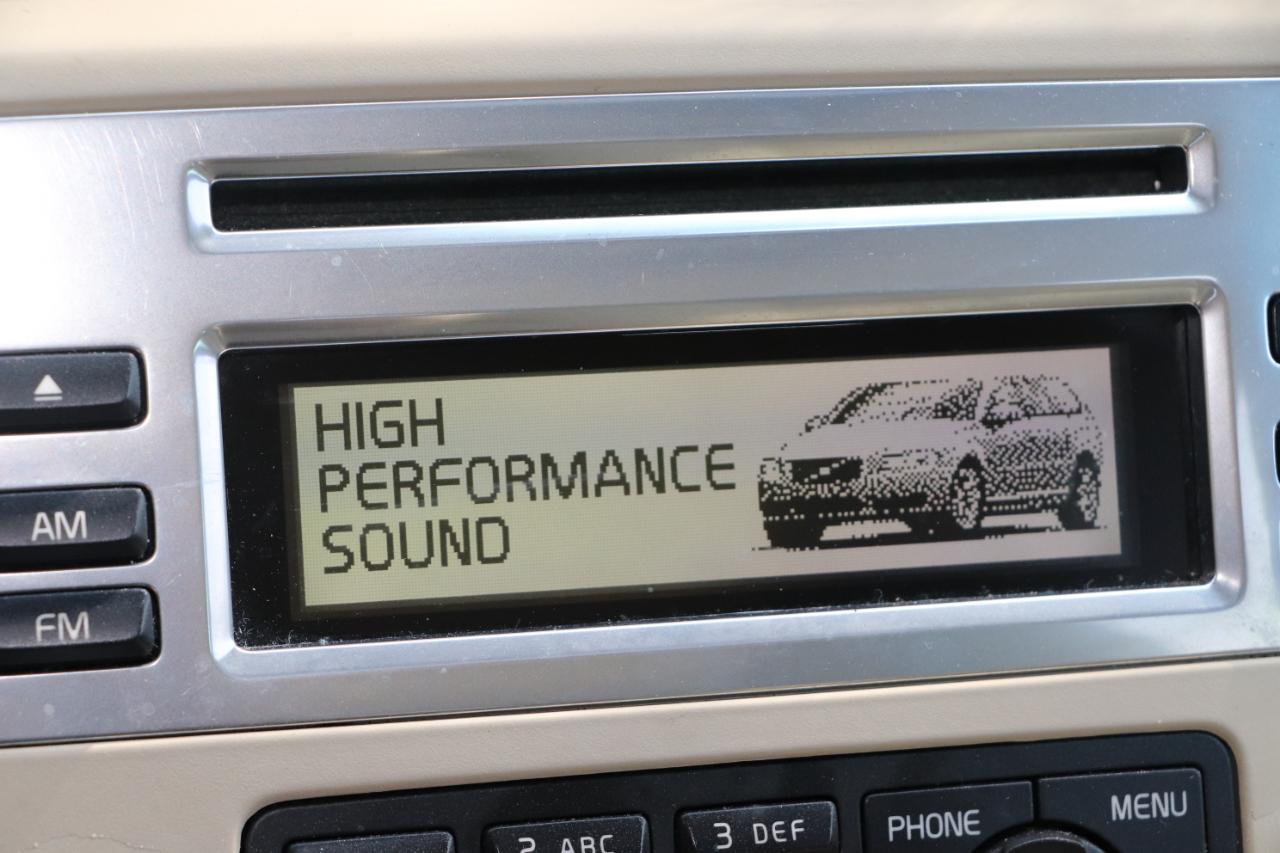 HIGH
PERFORMANCE
SOUND
AM
FM
2 ABC
3 DEF
PHONE
MENU